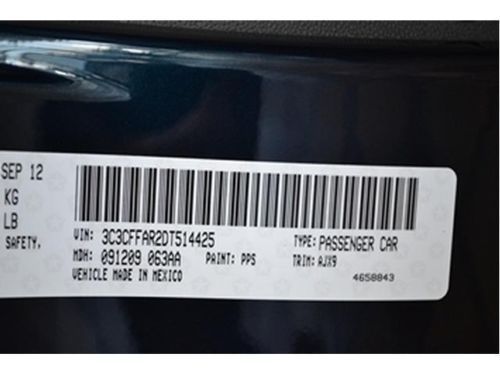 SEP 12
KG
LB
SAFETY,
VIN: 3C3CFFAR2DT514425 TYPE: PASSENGER CAR
MDH: 091209 063AA PAINT: PPS TRIM: AJX9
VEHICLE MADE IN MEXICO 4658843